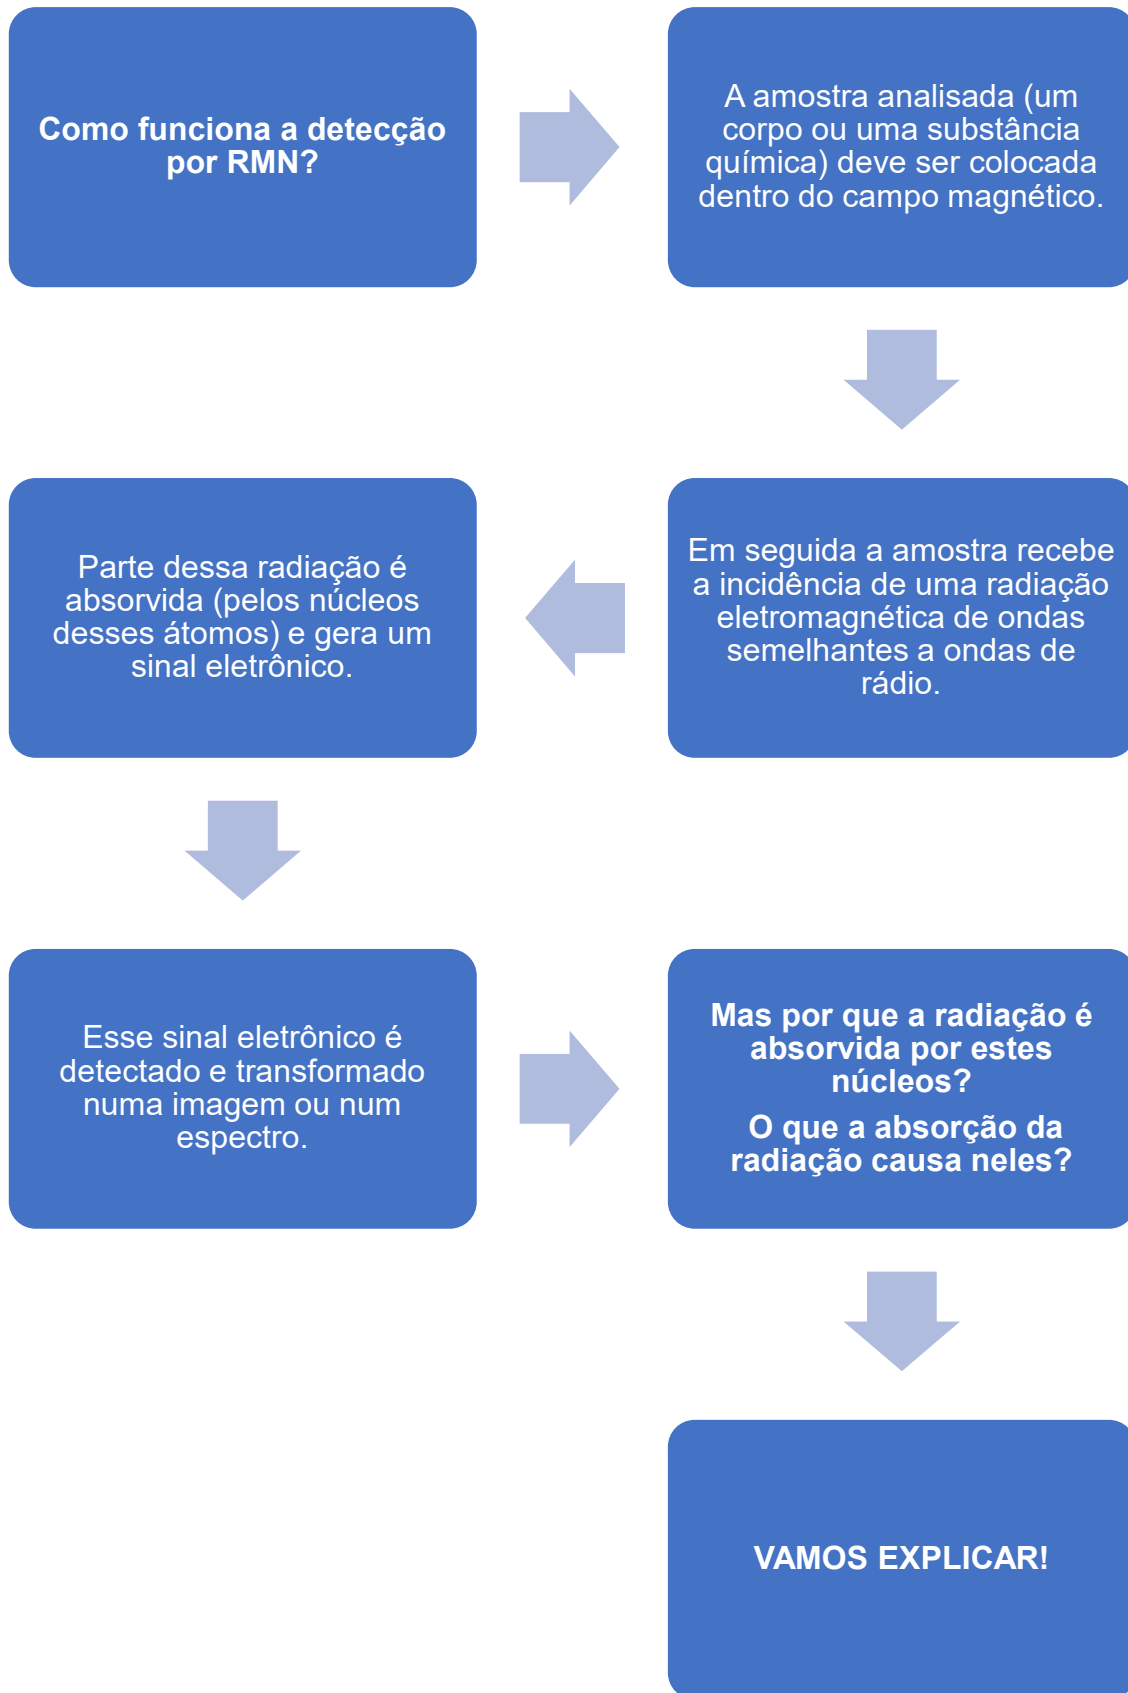 Como funciona a detecção
por RMN?
A amostra analisada (um
corpo ou uma substância
química) deve ser colocada
dentro do campo magnético.
Em seguida a amostra recebe
a incidência de uma radiação
eletromagnética de ondas
semelhantes a ondas de
rádio.
Parte dessa radiação é
absorvida (pelos núcleos
desses átomos) e gera um
sinal eletrônico.
Esse sinal eletrônico é
detectado e transformado
numa imagem ou num
espectro.
Mas por que a radiação é
absorvida por estes
núcleos?
O que a absorção da
radiação causa neles?
VAMOS EXPLICAR!